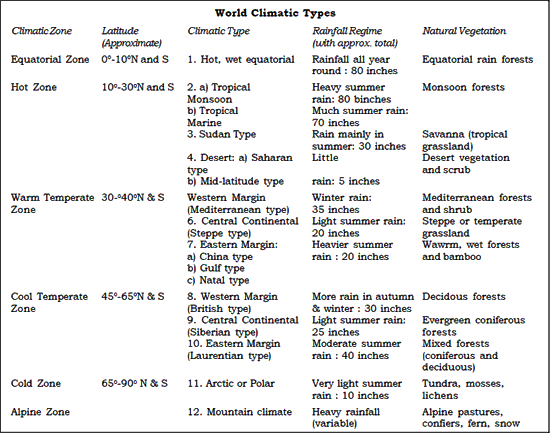 World Climatic Types
Climatic Zone Latitude (Approximate) Climatic Type Rainfall Regime (with approx. total) Natural Vegetation
Equatorial Zone 0°-10°N and S 1. Hot, wet equatorial Rainfall all year Equatorial rain forests
round : 80 inches
Hot Zone 10°-30°N and S 2. a) Tropical Heavy summer Monsoon forests
Monsoon rain: 80 binches
b) Tropical Much summer rain:
Marine 70 inches
3. Sudan Type Rain mainly in Savanna (tropical
summer: 30 inches grassland)
4. Desert: a) Saharan Little Desert vegetation
type and scrub
b) Mid-latitude type rain: 5 inches
Warm Temperate 30-°40°N & S Western Margin Winter rain: Mediterranean forests
Zone (Mediterranean type) 35 inches and shrub
6. Central Continental Light summer rain: Steppe or temperate
(Steppe type) 20 inches grassland
7. Eastern Margin: Heavier summer Wawrm, wet forests
a) China type rain : 20 inches and bamboo
b) Gulf type
c) Natal type
Cool Temperate 45°-65°N & S 8. Western Margin More rain in autumn Decidous forests
Zone (British type) & winter : 30 inches
9. Central Continental Light summer rain: Evergreen coniferous
(Siberian type) 25 inches forests
10. Eastern Margin Moderate summer Mixed forests
(Laurentian type) rain : 40 inches (coniferous and
deciduous)
Cold Zone 65°-90° N & S 11. Arctic or Polar Very light summer Tundra, mosses,
rain : 10 inches lichens
Alpine Zone 12. Mountain climate Heavy rainfall Alpine pastures,
(variable) confiers, fern, snow